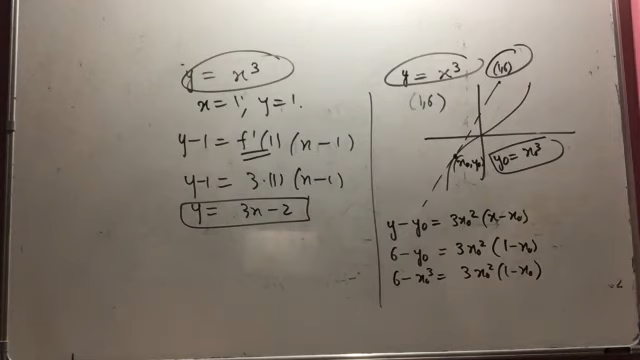 y = x³
x = 1, y = 1.
y-1 = f'(1) (x-1)
y-1 = 3.(1) (x-1)
y = 3x-2
y = x³
(1,6)
(1,6)
(x₀,y₀)
y₀ = x₀³
y-y₀ = 3x₀² (x-x₀)
6-y₀ = 3x₀² (1-x₀)
6-x₀³ = 3x₀² (1-x₀)